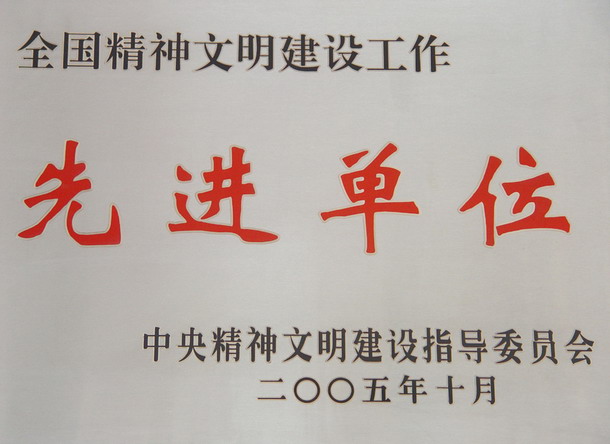 全国精神文明建设工作
先进单位
中央精神文明建设指导委员会
二〇〇五年十月